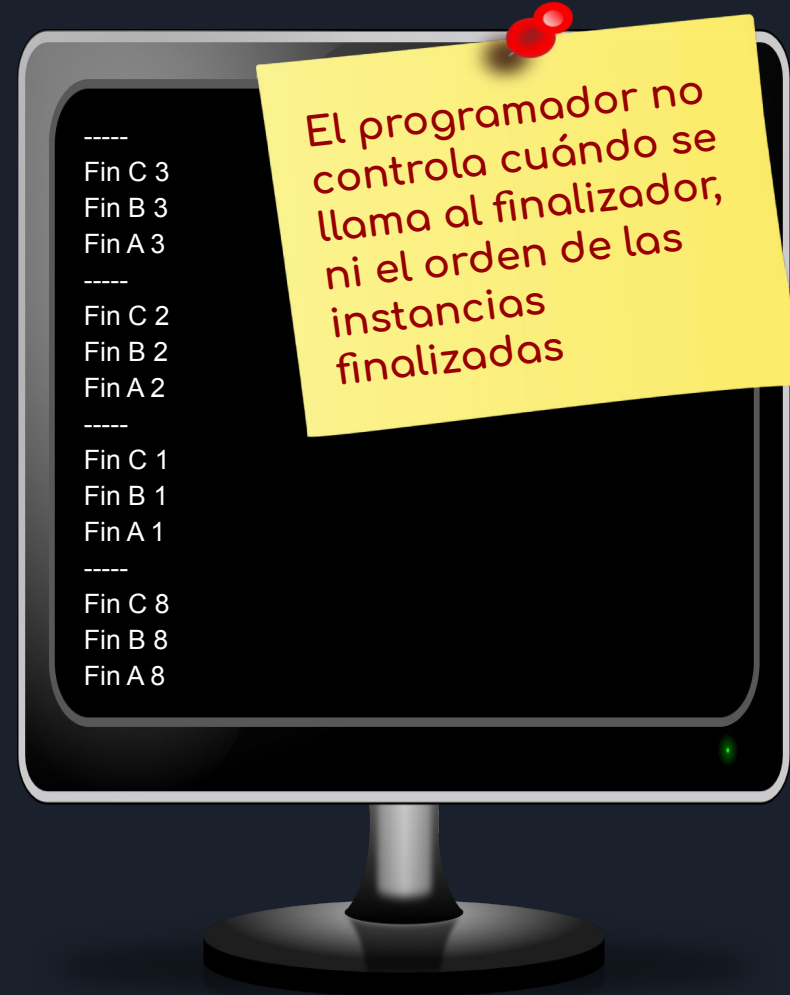 -----
Fin C 3
Fin B 3
Fin A 3
-----
Fin C 2
Fin B 2
Fin A 2
-----
Fin C 1
Fin B 1
Fin A 1
-----
Fin C 8
Fin B 8
Fin A 8
El programador no
controla cuándo se
llama al finalizador,
ni el orden de las
instancias
finalizadas